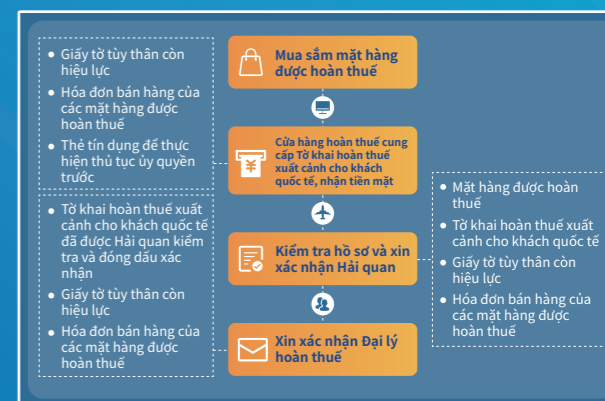 Mua sắm mặt hàng
được hoàn thuế
Giấy tờ tùy thân còn
hiệu lực
Hóa đơn bán hàng của
các mặt hàng được
hoàn thuế
Thẻ tín dụng để thực
hiện thủ tục ủy quyền
trước
Cửa hàng hoàn thuế cung
cấp Tờ khai hoàn thuế
xuất cảnh cho khách
quốc tế, nhận tiền mặt
Kiểm tra hồ sơ và xin
xác nhận Hải quan
Mặt hàng được hoàn
thuế
Tờ khai hoàn thuế xuất
cảnh cho khách quốc tế
Giấy tờ tùy thân còn
hiệu lực
Hóa đơn bán hàng của
các mặt hàng được
hoàn thuế
Tờ khai hoàn thuế xuất
cảnh cho khách quốc tế
đã được Hải quan kiểm
tra và đóng dấu xác
nhận
Giấy tờ tùy thân còn
hiệu lực
Hóa đơn bán hàng của
các mặt hàng được
hoàn thuế
Xin xác nhận Đại lý
hoàn thuế